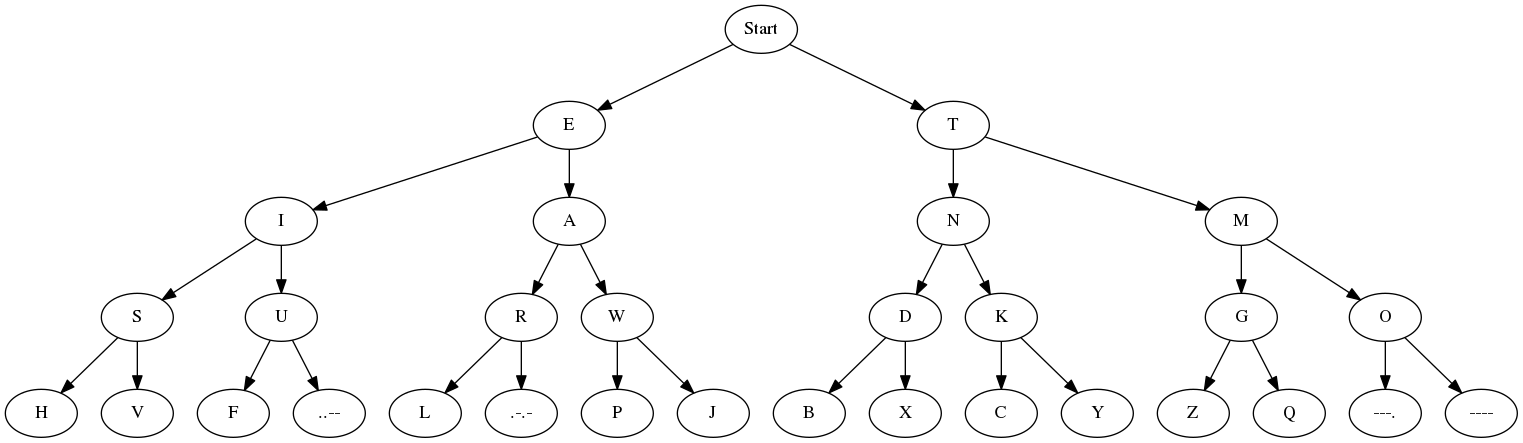 Start
E T
I A N M
S U R W D K G O
H V F ..-- L .-.- P J B X C Y Z Q ---. ----